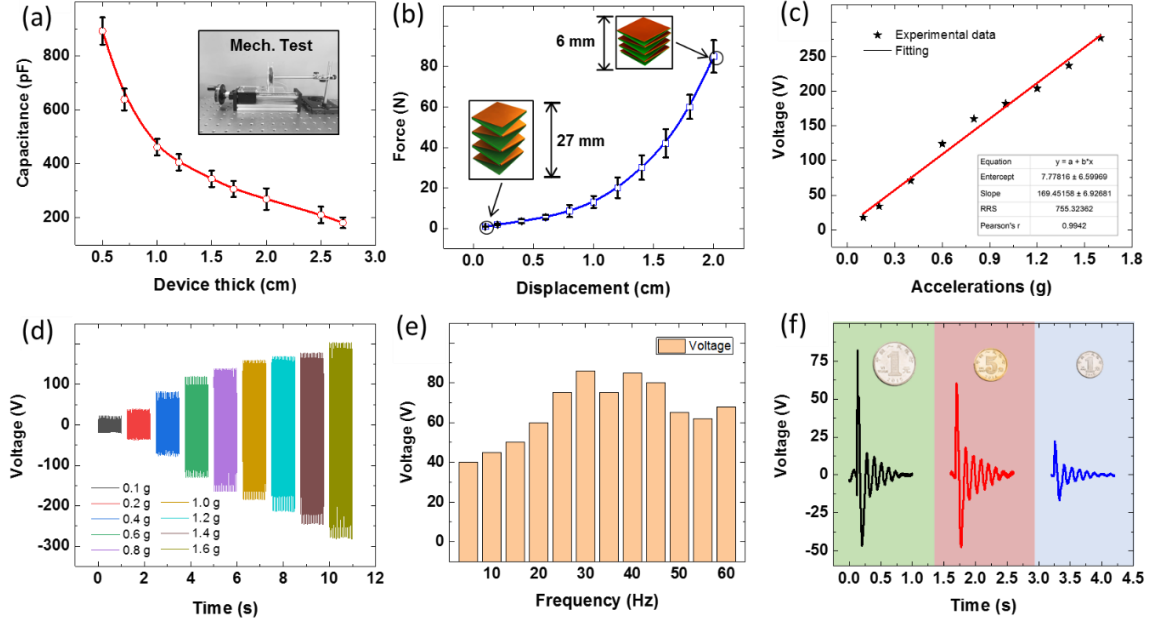 (a)
Mech. Test
Capacitance (pF)
900
800
600
400
200
0.5 1.0 1.5 2.0 2.5 3.0
Device thick (cm)
(b)
6 mm
27 mm
Force (N)
100
80
60
40
20
0
0.0 0.5 1.0 1.5 2.0
Displacement (cm)
(c)
Experimental data
Fitting
Voltage (V)
250
200
150
100
50
0
Equation y = a + b*x
Entercept 7.77816 ± 6.59969
Slope 169.45158 ± 6.92681
RRS 755.32362
Pearson's r 0.9942
0.0 0.3 0.6 0.9 1.2 1.5 1.8
Accelerations (g)
(d)
Voltage (V)
200
100
0
-100
-200
-300
0.1 g
0.2 g
0.4 g
0.6 g
0.8 g
1.0 g
1.2 g
1.4 g
1.6 g
0 2 4 6 8 10 12
Time (s)
(e)
Voltage
Voltage (V)
80
60
40
20
0
10 20 30 40 50 60
Frequency (Hz)
(f)
1
5
1
Voltage (V)
75
50
25
0
-25
-50
0.0 0.5 1.0 1.5 2.0 2.5 3.0 3.5 4.0 4.5
Time (s)